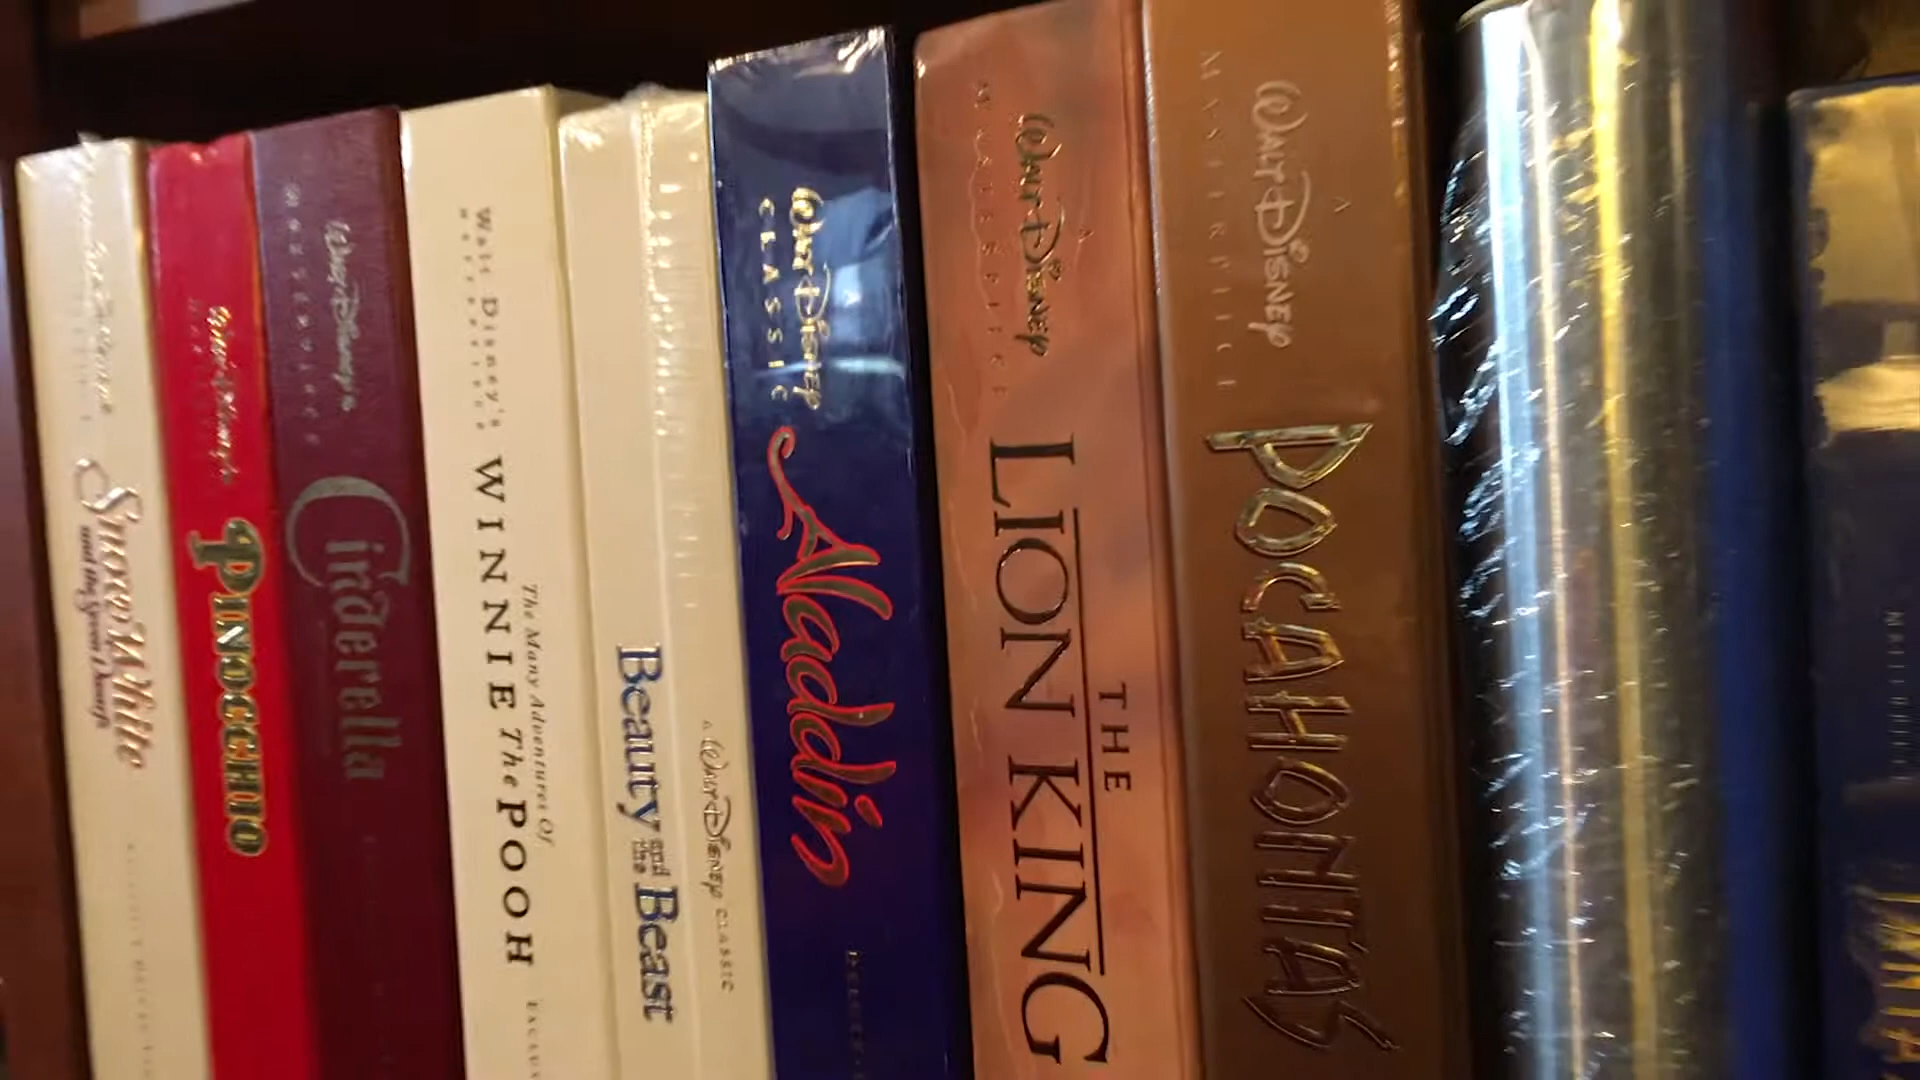 Snow White
and the Seven Dwarfs
PINOCCHIO
WALT DISNEY'S
MASTERPIECE
Cinderella
Walt Disney's
MASTERPIECE
The Many Adventures Of
WINNIE The POOH
Beauty and the Beast
A WALT DISNEY CLASSIC
WALT DISNEY
CLASSIC
Aladdin
A
WALT DISNEY
MASTERPIECE
THE
LION KING
A
WALT DISNEY
MASTERPIECE
POCAHONTAS